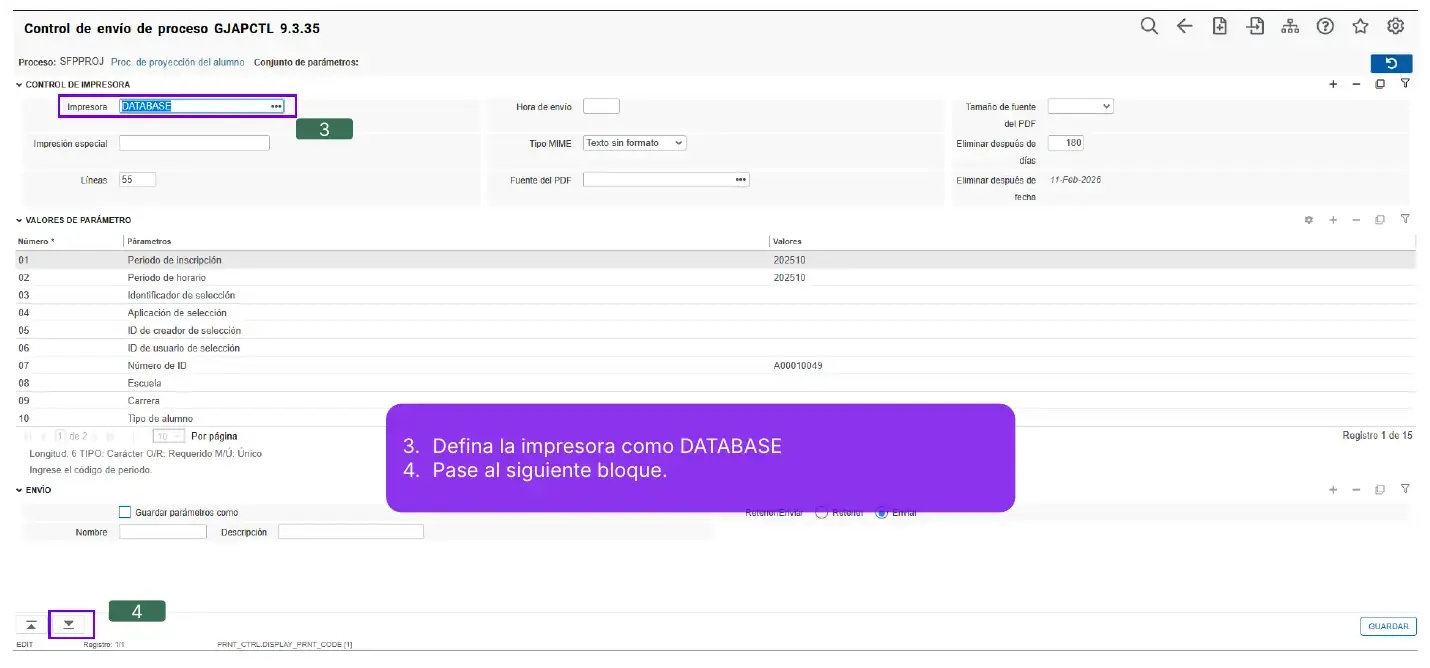 Control de envío de proceso GJAPCTL 9.3.35
Proceso: SFPPROJ Proc. de proyección del alumno Conjunto de parámetros:
CONTROL DE IMPRESORA
Impresora DATABASE ••• Hora de envío Tamaño de fuente del PDF
3
Impresión especial Tipo MIME Texto sin formato Eliminar después de días 180
Líneas 55 Fuente del PDF ••• Eliminar después de fecha 11-Feb-2026
VALORES DE PARÁMETRO
Número * Párametros Valores
01 Periodo de inscripción 202510
02 Periodo de horario 202510
03 Identificador de selección
04 Aplicación de selección
05 ID de creador de selección
06 ID de usuario de selección
07 Número de ID A00010049
08 Escuela
09 Carrera
10 Tipo de alumno
1 de 2 10 Por página Registro 1 de 15
Longitud: 6 TIPO: Carácter O/R: Requerido M/Ú: Único
Ingrese el código de periodo.
3. Defina la impresora como DATABASE
4. Pase al siguiente bloque.
ENVÍO
Guardar parámetros como Retener/Enviar Retener Enviar
Nombre Descripción
4
GUARDAR
EDIT Registro: 1/1 PRNT_CTRL.DISPLAY_PRNT_CODE [1]